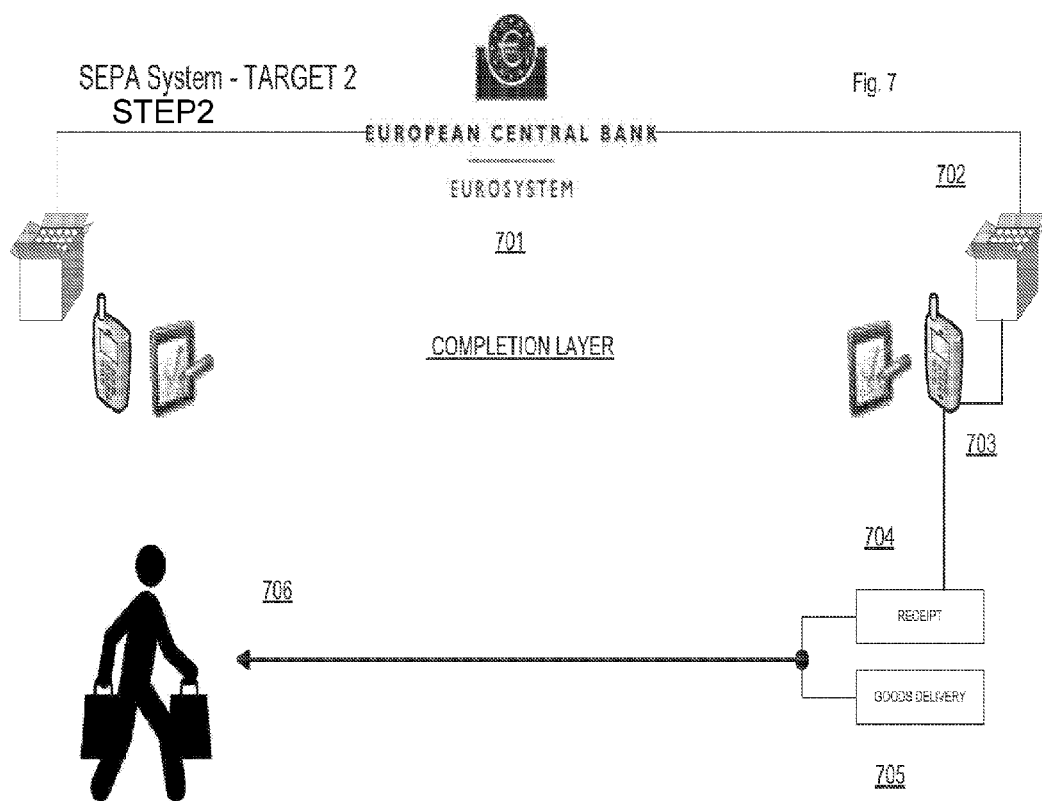 SEPA System - TARGET 2
STEP2
Fig. 7
EUROPEAN CENTRAL BANK
EUROSYSTEM
702
701
COMPLETION LAYER
703
704
706
RECEIPT
GOODS DELIVERY
705